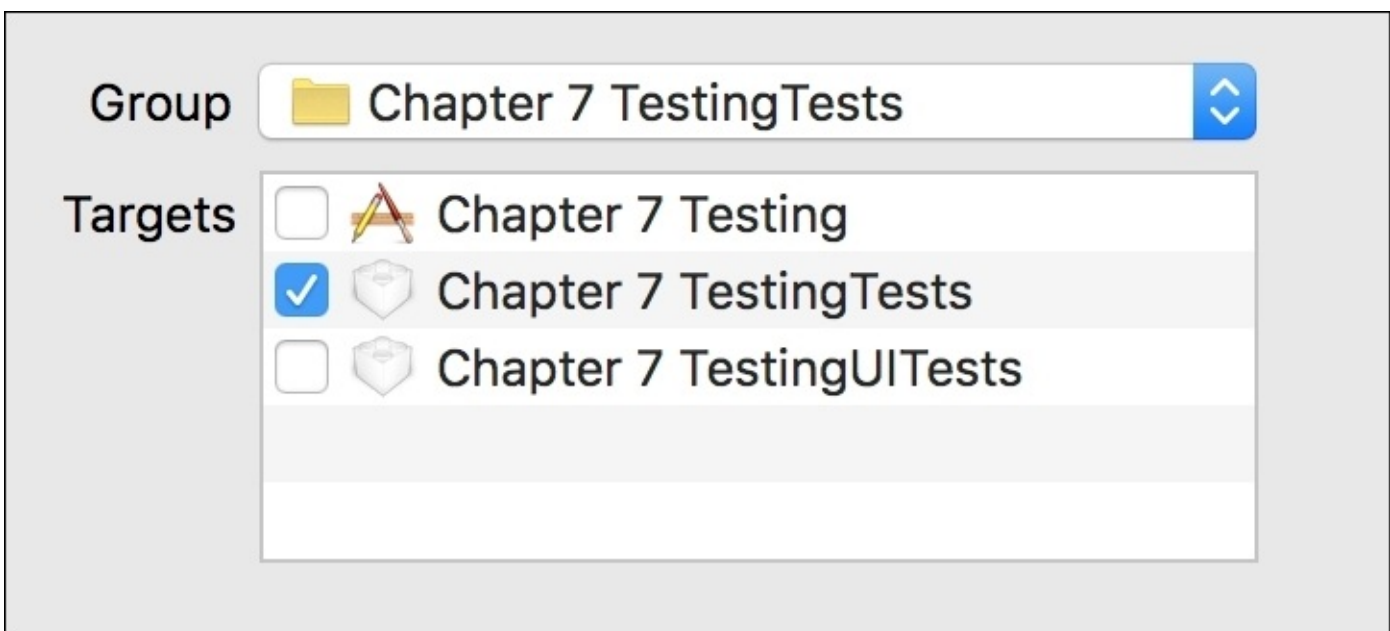 Group Chapter 7 TestingTests
Targets Chapter 7 Testing
Chapter 7 TestingTests
Chapter 7 TestingUITests